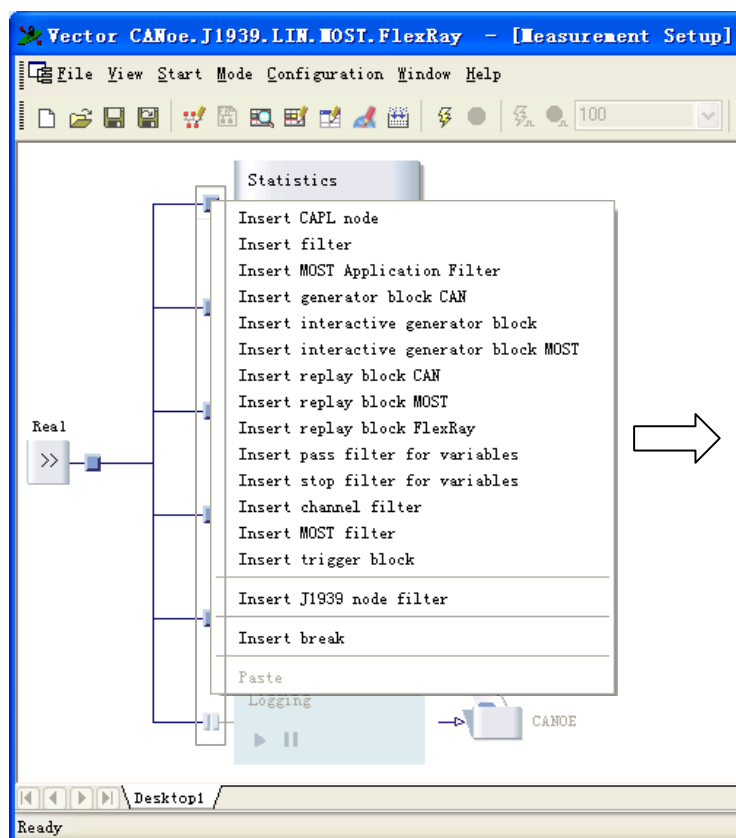 Vector CANoe.J1939.LIN.MOST.FlexRay - [Measurement Setup]
File View Start Mode Configuration Window Help
100
Statistics
Insert CAPL node
Insert filter
Insert MOST Application Filter
Insert generator block CAN
Insert interactive generator block
Insert interactive generator block MOST
Insert replay block CAN
Insert replay block MOST
Insert replay block FlexRay
Insert pass filter for variables
Insert stop filter for variables
Insert channel filter
Insert MOST filter
Insert trigger block
Insert J1939 node filter
Insert break
Paste
Real
>>
Logging
CANOE
Desktop1
Ready